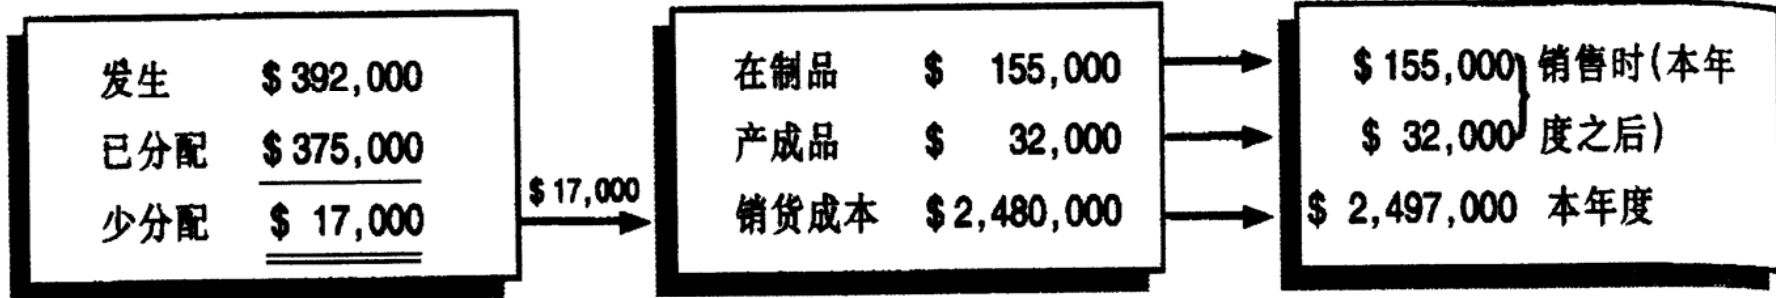 发生 $392,000
已分配 $375,000
少分配 $ 17,000
$17,000
在制品 $ 155,000
产成品 $ 32,000
销货成本 $2,480,000
$155,000} 销售时(本年
$ 32,000 度之后)
$ 2,497,000 本年度